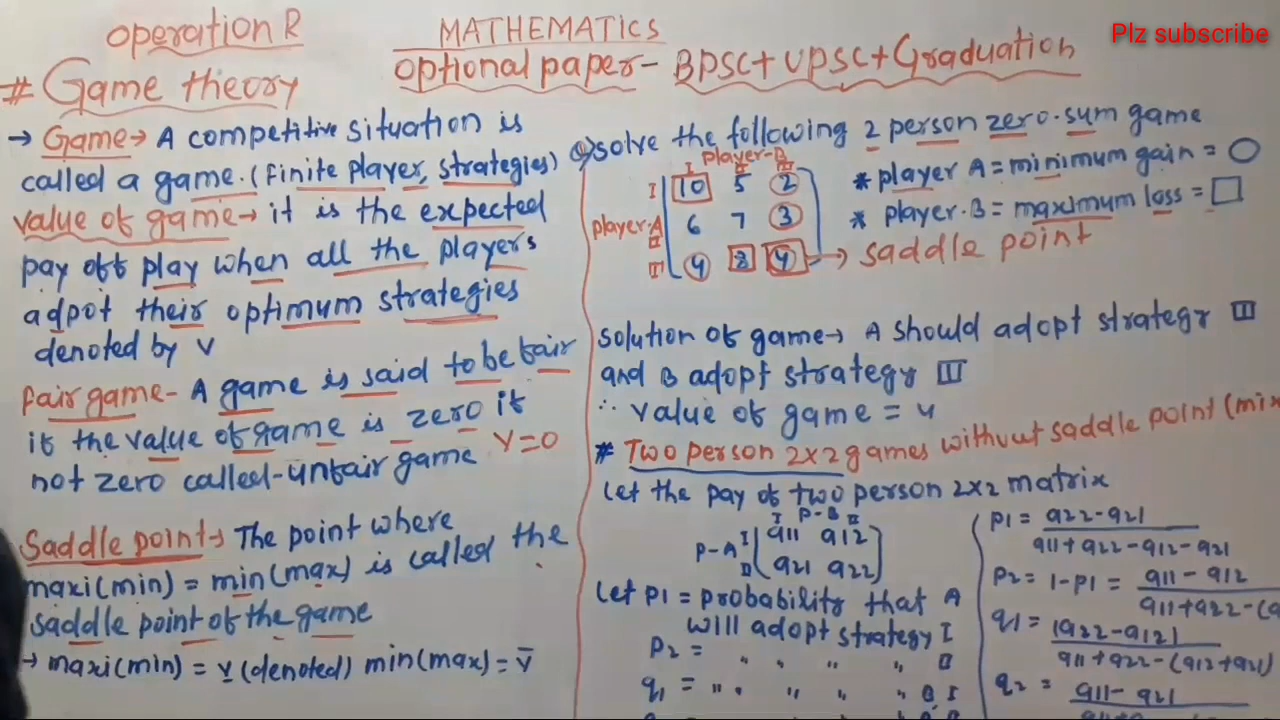 Plz subscribe
Operation R
MATHEMATICS
Optional paper- BPSC+ UPSC+Graduation
# Game theory
→ Game→ A competitive situation is
called a game. (finite player, strategies)
value of game→ it is the expected
pay off play when all the players
adpot their optimum strategies
denoted by v
Fair game- A game is said to be fair
if the value of game is zero if
not zero called-unfair game V=0
Saddle point→ The point where
maxi(min) = min(max) is called the
saddle point of the game
→ maxi(min) = v (denoted) min(max) = v̄
Q) solve the following 2 person zero-sum game
player-B
I II III
I 10 5 2
player-A II 6 7 3
III 4 8 4 → saddle point
* player A = minimum gain = ○
* player.B = maximum loss = □
solution of game→ A should adopt strategy III
and B adopt strategy III
∴ value of game = 4
# Two person 2x2 games without saddle point (mix
Let the pay of two person 2x2 matrix
P-B
I II
P-A I a11 a12
II a21 a22
Let p1 = probability that A
will adopt strategy I
p2 = " " " " II
q1 = " " " " B I
p1 = a22-a21 / a11+a22-a12-a21
p2 = 1-p1 = a11-a12 / a11+a22-(a
q1 = (a22-a12) / a11+a22-(a12+a21)
q2 = a11-a21